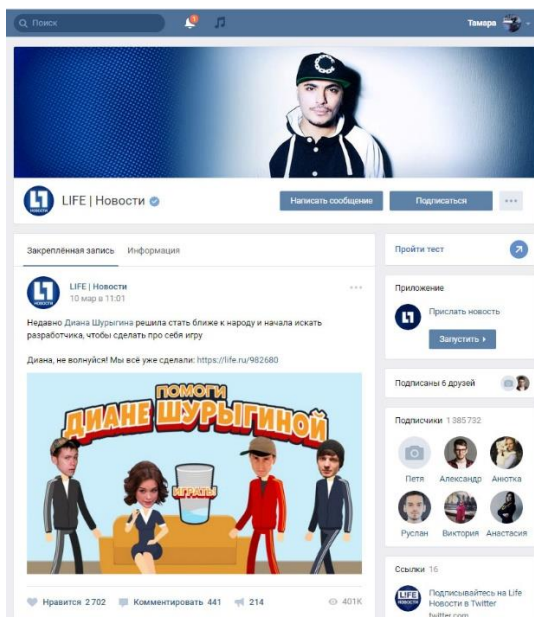 Поиск
1
Тамара
LIFE | Новости
Написать сообщение
Подписаться
Закреплённая запись Информация
LIFE | Новости
10 мар в 11:01
Недавно Диана Шурыгина решила стать ближе к народу и начала искать
разработчика, чтобы сделать про себя игру
Диана, не волнуйся! Мы всё уже сделали: https://life.ru/982680
ПОМОГИ
ДИАНЕ ШУРЫГИНОЙ
ИГРАТЬ!
Нравится 2 702 Комментировать 441 214 401K
Пройти тест
Приложение
Прислать новость
Запустить
Подписаны 6 друзей
Подписчики 1 385 732
Петя Александр Анютка
Руслан Виктория Анастасия
Ссылки 16
LIFE
НОВОСТИ
Подписывайтесь на Life
Новости в Twitter
twitter.com